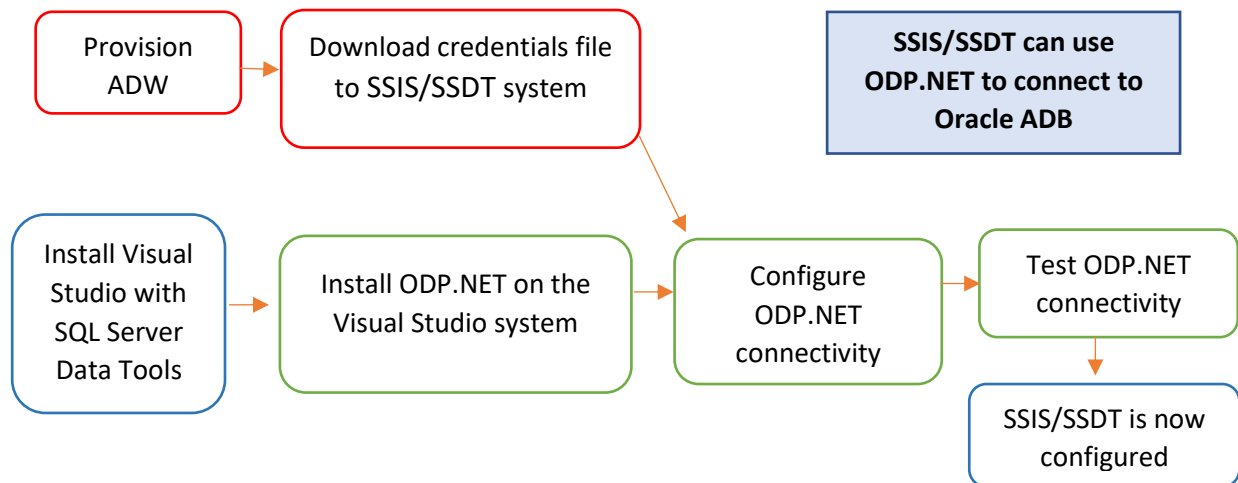 Provision
ADW
Download credentials file
to SSIS/SSDT system
SSIS/SSDT can use
ODP.NET to connect to
Oracle ADB
Install Visual
Studio with
SQL Server
Data Tools
Install ODP.NET on the
Visual Studio system
Configure
ODP.NET
connectivity
Test ODP.NET
connectivity
SSIS/SSDT is now
configured